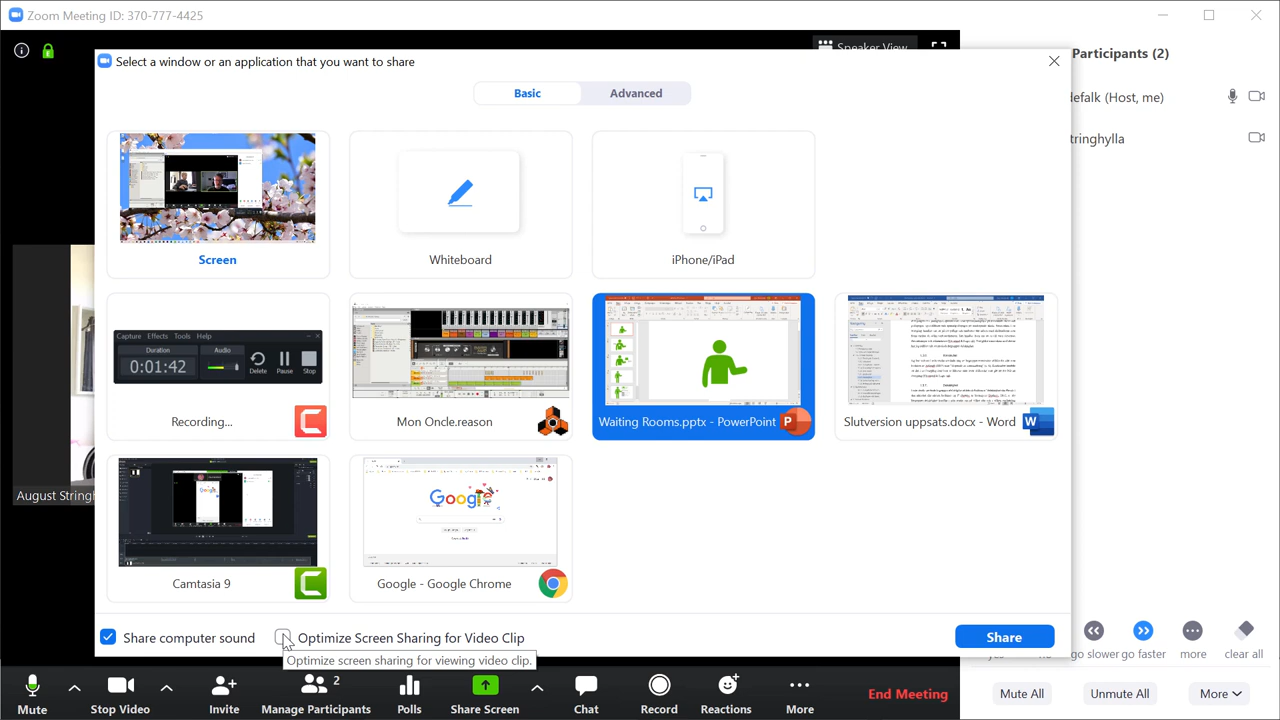 Zoom Meeting ID: 370-777-4425
Speaker View
Select a window or an application that you want to share
Participants (2)
Basic
Advanced
defalk (Host, me)
tringhylla
Screen
Whiteboard
iPhone/iPad
Capture Effects Tools Help
Duration
Audio
0:01:42
Delete
Pause
Stop
Recording...
Mon Oncle.reason
Waiting Rooms.pptx - PowerPoint
Slutversion uppsats.docx - Word
Google
Camtasia 9
Google - Google Chrome
August Stringh
Share computer sound
Optimize Screen Sharing for Video Clip
Share
Optimize screen sharing for viewing video clip.
go slower
go faster
more
clear all
Mute
Stop Video
Invite
2
Manage Participants
Polls
Share Screen
Chat
Record
Reactions
More
End Meeting
Mute All
Unmute All
More